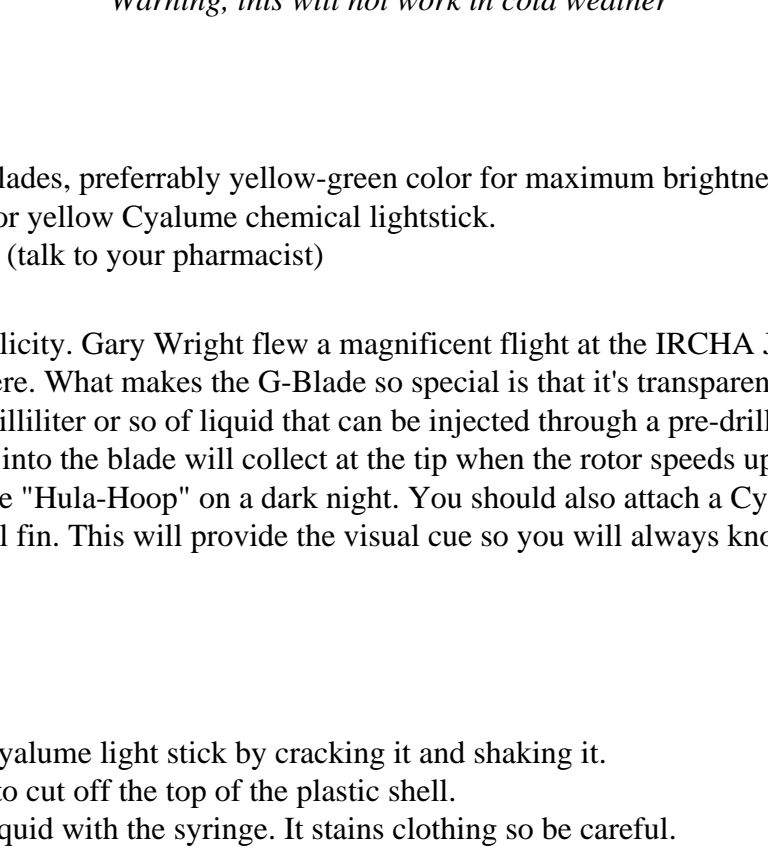 Warning, this will not work in cold weather
lades, preferrably yellow-green color for maximum brightne
or yellow Cyalume chemical lightstick.
(talk to your pharmacist)
licity. Gary Wright flew a magnificent flight at the IRCHA J
ere. What makes the G-Blade so special is that it's transparen
illiliter or so of liquid that can be injected through a pre-drill
into the blade will collect at the tip when the rotor speeds up
e "Hula-Hoop" on a dark night. You should also attach a Cy
l fin. This will provide the visual cue so you will always kno
yalume light stick by cracking it and shaking it.
to cut off the top of the plastic shell.
quid with the syringe. It stains clothing so be careful.